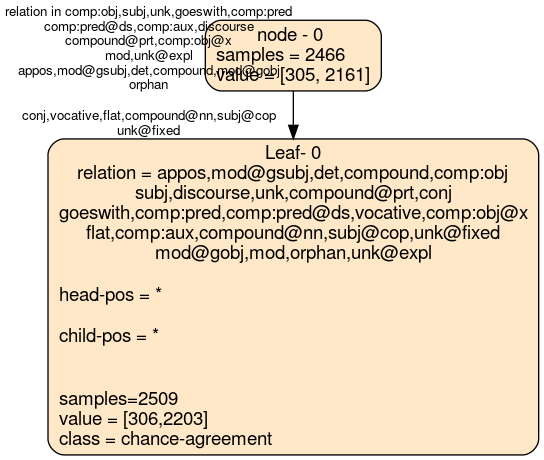 relation in comp:obj,subj,unk,goeswith,comp:pred
comp:pred@ds,comp:aux,discourse
compound@prt,comp:obj@x
mod,unk@expl
appos,mod@gsubj,det,compound,mod@gobj
orphan
conj,vocative,flat,compound@nn,subj@cop
unk@fixed
node - 0
samples = 2466
value = [305, 2161]
Leaf- 0
relation = appos,mod@gsubj,det,compound,comp:obj
subj,discourse,unk,compound@prt,conj
goeswith,comp:pred,comp:pred@ds,vocative,comp:obj@x
flat,comp:aux,compound@nn,subj@cop,unk@fixed
mod@gobj,mod,orphan,unk@expl
head-pos = *
child-pos = *
samples=2509
value = [306,2203]
class = chance-agreement